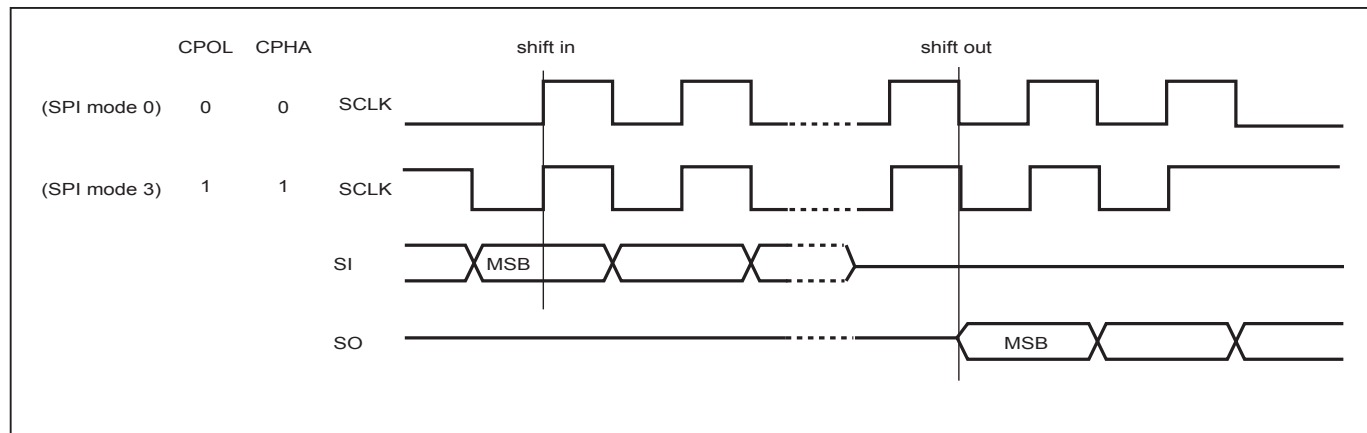 CPOL CPHA shift in shift out
(SPI mode 0) 0 0 SCLK
(SPI mode 3) 1 1 SCLK
SI MSB
SO MSB